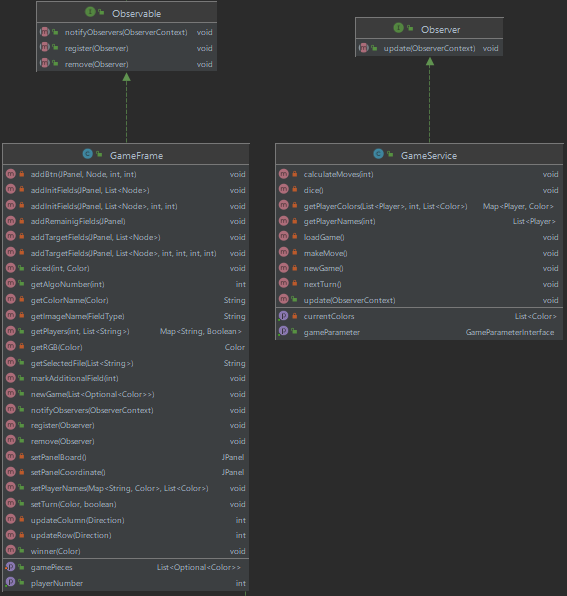 Observable
notifyObservers(ObserverContext) void
register(Observer) void
remove(Observer) void
Observer
update(ObserverContext) void
GameFrame
addBtn(JPanel, Node, int, int) void
addInitFields(JPanel, List<Node>) void
addInitFields(JPanel, List<Node>, int, int) void
addRemainigFields(JPanel) void
addTargetFields(JPanel, List<Node>) void
addTargetFields(JPanel, List<Node>, int, int, int, int) void
diced(int, Color) void
getAlgoNumber(int) int
getColorName(Color) String
getImageName(FieldType) String
getPlayers(int, List<String>) Map<String, Boolean>
getRGB(Color) Color
getSelectedFile(List<String>) String
markAdditionalField(int) void
newGame(List<Optional<Color>>) void
notifyObservers(ObserverContext) void
register(Observer) void
remove(Observer) void
setPanelBoard() JPanel
setPanelCoordinate() JPanel
setPlayerNames(Map<String, Color>, List<Color>) void
setTurn(Color, boolean) void
updateColumn(Direction) int
updateRow(Direction) int
winner(Color) void
gamePieces List<Optional<Color>>
playerNumber int
GameService
calculateMoves(int) void
dice() void
getPlayerColors(List<Player>, int, List<Color>) Map<Player, Color>
getPlayerNames(int) List<Player>
loadGame() void
makeMove() void
newGame() void
nextTurn() void
update(ObserverContext) void
currentColors List<Color>
gameParameter GameParameterInterface